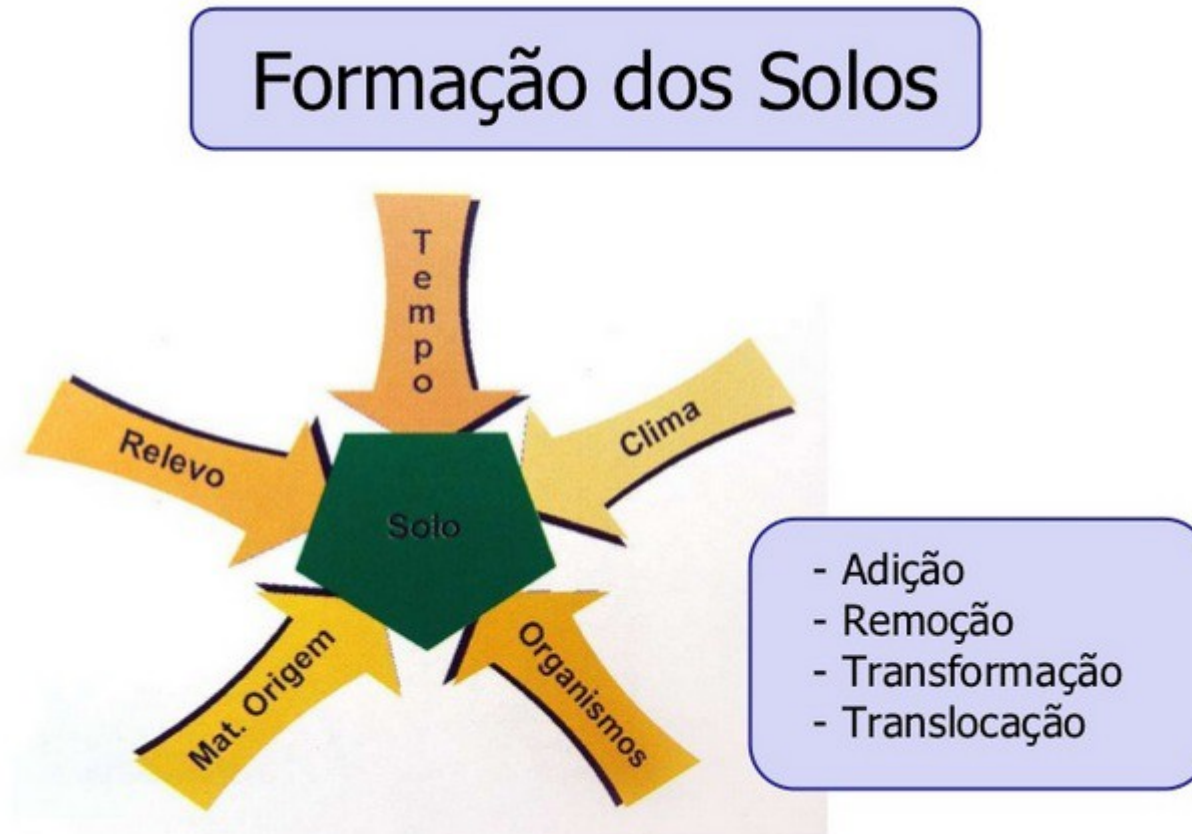 Formação dos Solos
Tempo
Relevo
Clima
Solo
Mat. Origem
Organismos
- Adição
- Remoção
- Transformação
- Translocação